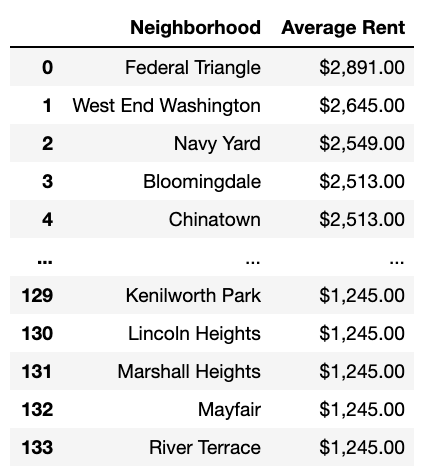 Neighborhood Average Rent
0 Federal Triangle $2,891.00
1 West End Washington $2,645.00
2 Navy Yard $2,549.00
3 Bloomingdale $2,513.00
4 Chinatown $2,513.00
... ... ...
129 Kenilworth Park $1,245.00
130 Lincoln Heights $1,245.00
131 Marshall Heights $1,245.00
132 Mayfair $1,245.00
133 River Terrace $1,245.00